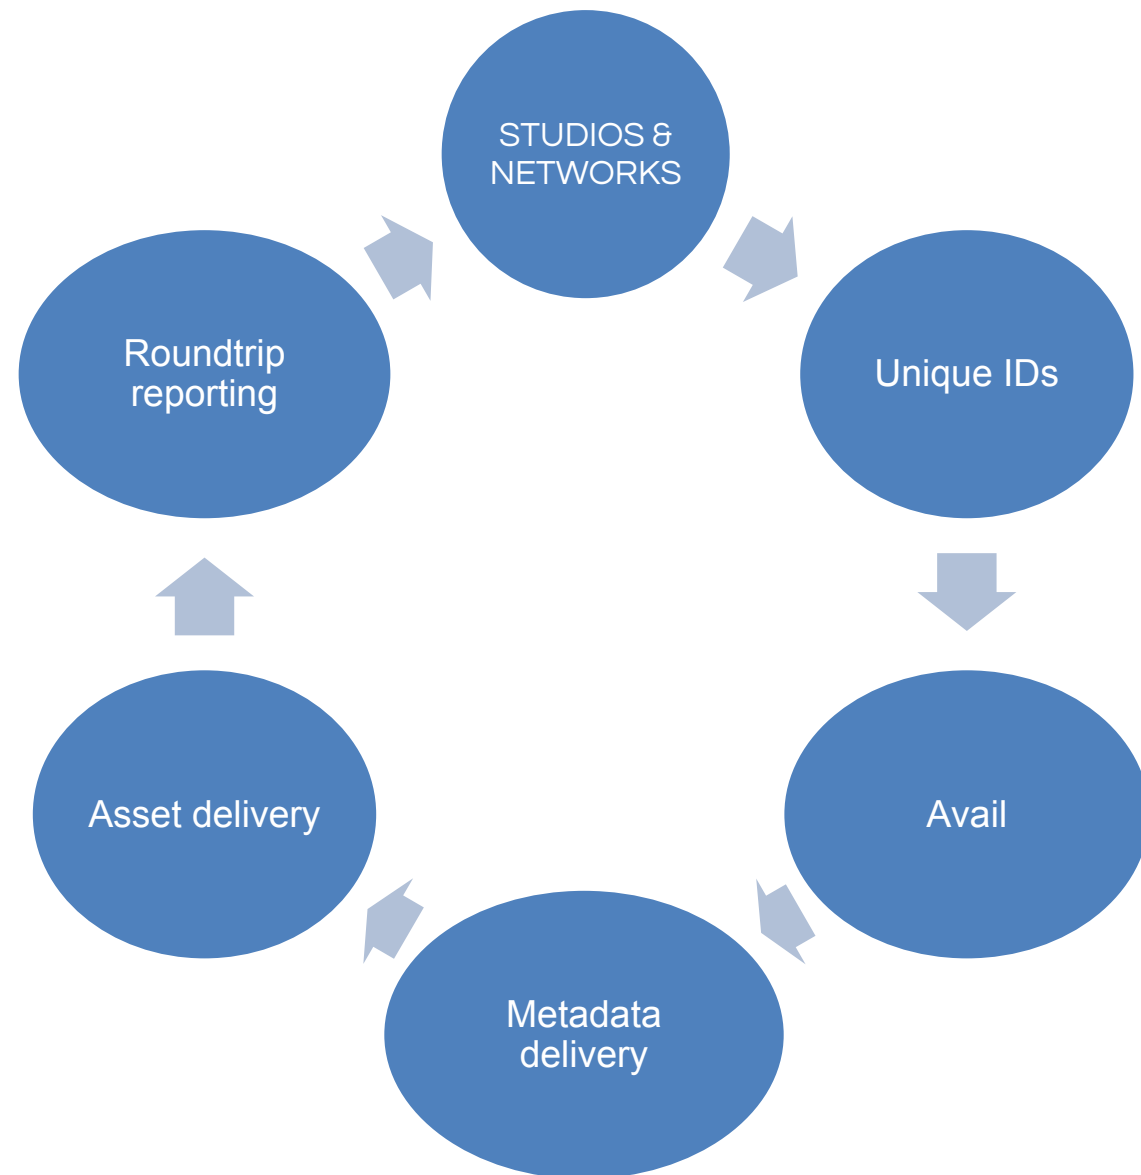 STUDIOS &
NETWORKS
Unique IDs
Avail
Metadata
delivery
Asset delivery
Roundtrip
reporting